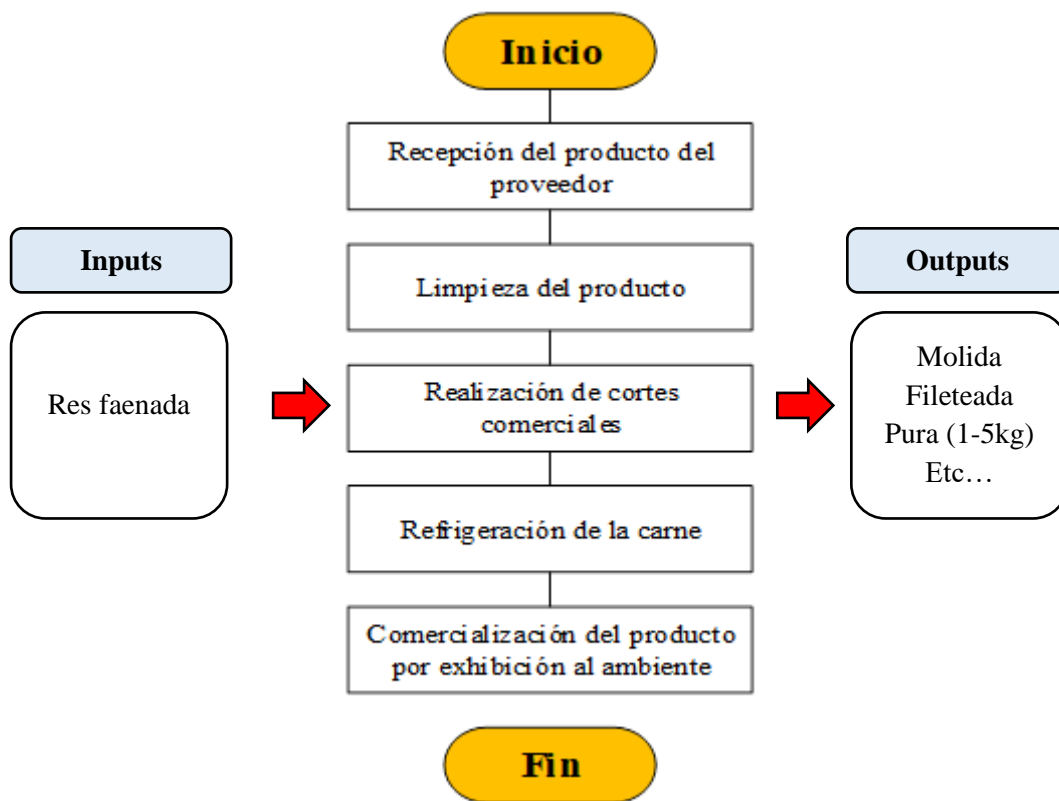 Inicio
Recepción del producto del
proveedor
Inputs
Outputs
Limpieza del producto
Res faenada
Realización de cortes
comerciales
Molida
Fileteada
Pura (1-5kg)
Etc…
Refrigeración de la carne
Comercialización del producto
por exhibición al ambiente
Fin